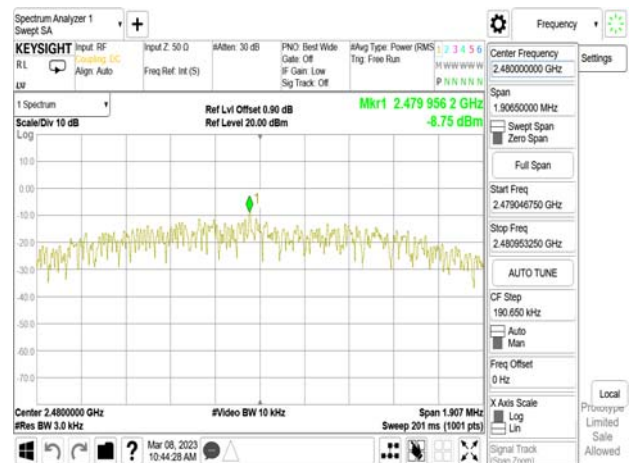 Spectrum Analyzer 1
Swept SA
+
Frequency
KEYSIGHT
RL
Input: RF
Coupling: DC
Align: Auto
Input Z: 50 Ω
Freq Ref: Int (S)
#Atten: 30 dB
PNO: Best Wide
Gate: Off
IF Gain: Low
Sig Track: Off
#Avg Type: Power (RMS
Trig: Free Run
1 2 3 4 5 6
M W W W W W
P N N N N N
1 Spectrum
Scale/Div 10 dB
Log
Ref Lvl Offset 0.90 dB
Ref Level 20.00 dBm
Mkr1 2.479 956 2 GHz
-8.75 dBm
10.0
0.00
-10.0
-20.0
-30.0
-40.0
-50.0
-60.0
-70.0
1
Center 2.4800000 GHz
#Res BW 3.0 kHz
#Video BW 10 kHz
Span 1.907 MHz
Sweep 201 ms (1001 pts)
Mar 08, 2023
10:44:28 AM
?
Center Frequency
2.480000000 GHz
Settings
Span
1.90650000 MHz
Swept Span
Zero Span
Full Span
Start Freq
2.479046750 GHz
Stop Freq
2.480953250 GHz
AUTO TUNE
CF Step
190.650 kHz
Auto
Man
Freq Offset
0 Hz
X Axis Scale
Log
Lin
Signal Track
(Span Zoom)
Local
Prototype
Limited
Sale
Allowed